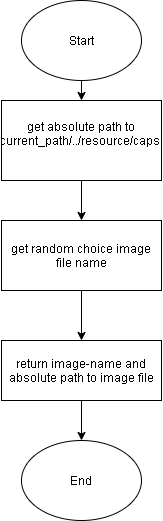 Start
get absolute path to
current_path/../resource/caps
get random choice image
file name
return image-name and
absolute path to image file
End